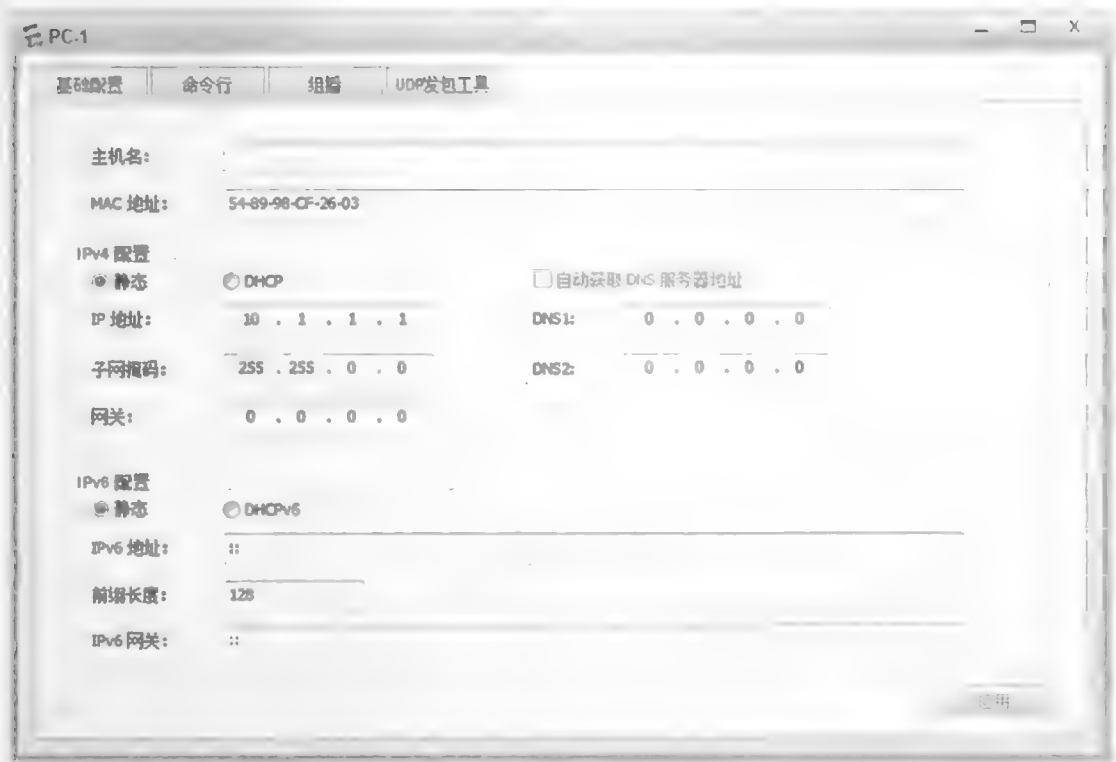 PC-1
基础配置 命令行 组播 UDP发包工具
主机名:
MAC 地址: 54-89-98-CF-26-03
IPv4 配置
静态 DHCP 自动获取 DNS 服务器地址
IP 地址: 10 . 1 . 1 . 1 DNS1: 0 . 0 . 0 . 0
子网掩码: 255 . 255 . 0 . 0 DNS2: 0 . 0 . 0 . 0
网关: 0 . 0 . 0 . 0
IPv6 配置
静态 DHCPv6
IPv6 地址: ::
前缀长度: 128
IPv6 网关: ::
应用